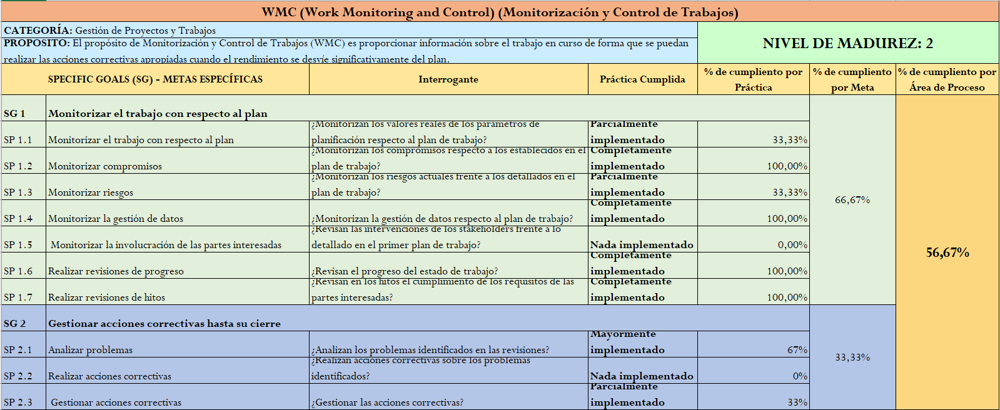 WMC (Work Monitoring and Control) (Monitorización y Control de Trabajos)
CATEGORÍA: Gestión de Proyectos y Trabajos
PROPOSITO: El propósito de Monitorización y Control de Trabajos (WMC) es proporcionar información sobre el trabajo en curso de forma que se puedan
realizar las acciones correctivas apropiadas cuando el rendimiento se desvíe significativamente del plan.
NIVEL DE MADUREZ: 2
SPECIFIC GOALS (SG) - METAS ESPECÍFICAS
Interrogante
Práctica Cumplida
% de cumpliento por
Práctica
% de cumpliento
por Meta
% de cumpliento por
Área de Proceso
SG 1 Monitorizar el trabajo con respecto al plan
SP 1.1 Monitorizar el trabajo con respecto al plan
¿Monitorizan los valores reales de los parámetros de
planificación respecto al plan de trabajo?
Parcialmente
implementado
33,33%
SP 1.2 Monitorizar compromisos
¿Monitorizan los compromisos respecto a los establecidos en el
plan de trabajo?
Completamente
implementado
100,00%
SP 1.3 Monitorizar riesgos
¿Monitorizan los riesgos actuales frente a los detallados en el
plan de trabajo?
Parcialmente
implementado
33,33%
SP 1.4 Monitorizar la gestión de datos
¿Monitorizan la gestión de datos respecto al plan de trabajo?
Completamente
implementado
100,00%
SP 1.5 Monitorizar la involucración de las partes interesadas
¿Revisan las intervenciones de los stakeholders frente a lo
detallado en el primer plan de trabajo?
Nada implementado
0,00%
SP 1.6 Realizar revisiones de progreso
¿Revisan el progreso del estado de trabajo?
Completamente
implementado
100,00%
SP 1.7 Realizar revisiones de hitos
¿Revisan en los hitos el cumplimiento de los requisitos de las
partes interesadas?
Completamente
implementado
100,00%
66,67%
SG 2 Gestionar acciones correctivas hasta su cierre
SP 2.1 Analizar problemas
¿Analizan los problemas identificados en las revisiones?
Mayormente
implementado
67%
SP 2.2 Realizar acciones correctivas
¿Realizan acciones correctivas sobre los problemas
identificados?
Nada implementado
0%
SP 2.3 Gestionar acciones correctivas
¿Gestionar las acciones correctivas?
Parcialmente
implementado
33%
33,33%
56,67%